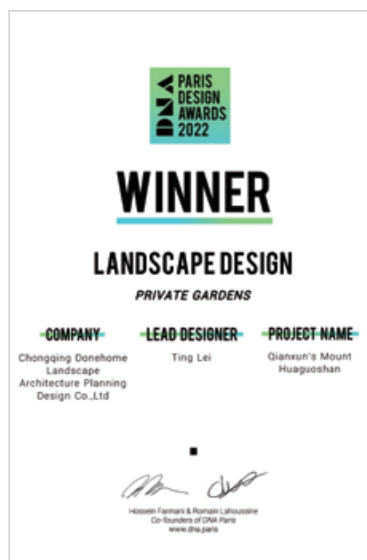 DNA
PARIS
DESIGN
AWARDS
2022
WINNER
LANDSCAPE DESIGN
PRIVATE GARDENS
COMPANY
Chongqing Donehome
Landscape
Architecture Planning
Design Co.,Ltd
LEAD DESIGNER
Ting Lei
PROJECT NAME
Qianxun's Mount
Huaguoshan
Hossein Farmani & Romain Lahoussine
Co-founders of DNA Paris
www.dna.paris